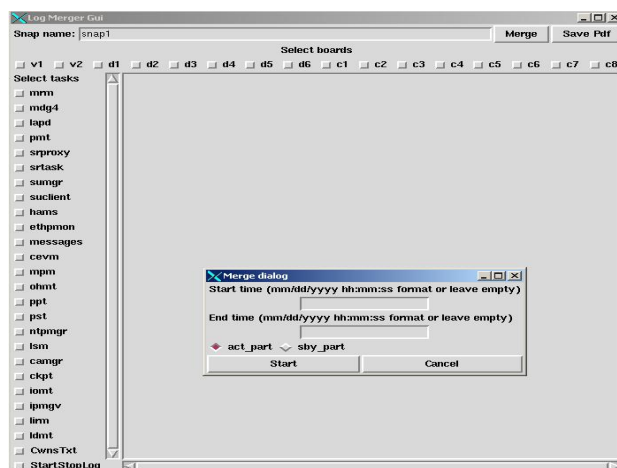 Log Merger Gui
Snap name: snap1 Merge Save Pdf
Select boards
v1 v2 d1 d2 d3 d4 d5 d6 c1 c2 c3 c4 c5 c6 c7 c8
Select tasks
mrm
mdg4
lapd
pmt
srproxy
srtask
sumgr
suclient
hams
ethpmon
messages
cevm
mpm
ohmt
ppt
pst
ntpmgr
lsm
camgr
ckpt
iomt
ipmgv
lirm
ldmt
CwnsTxt
StartStopLog
Merge dialog
Start time (mm/dd/yyyy hh:mm:ss format or leave empty)
End time (mm/dd/yyyy hh:mm:ss format or leave empty)
act_part sby_part
Start Cancel